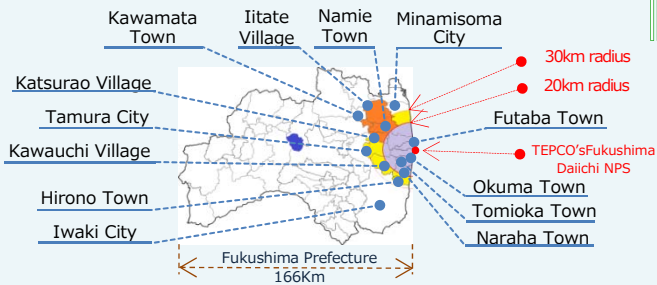 Kawamata
Town
Iitate
Village
Namie
Town
Minamisoma
City
30km radius
20km radius
Katsurao Village
Tamura City
Kawauchi Village
Hirono Town
Iwaki City
Futaba Town
TEPCO'sFukushima
Daiichi NPS
Okuma Town
Tomioka Town
Naraha Town
Fukushima Prefecture
166Km